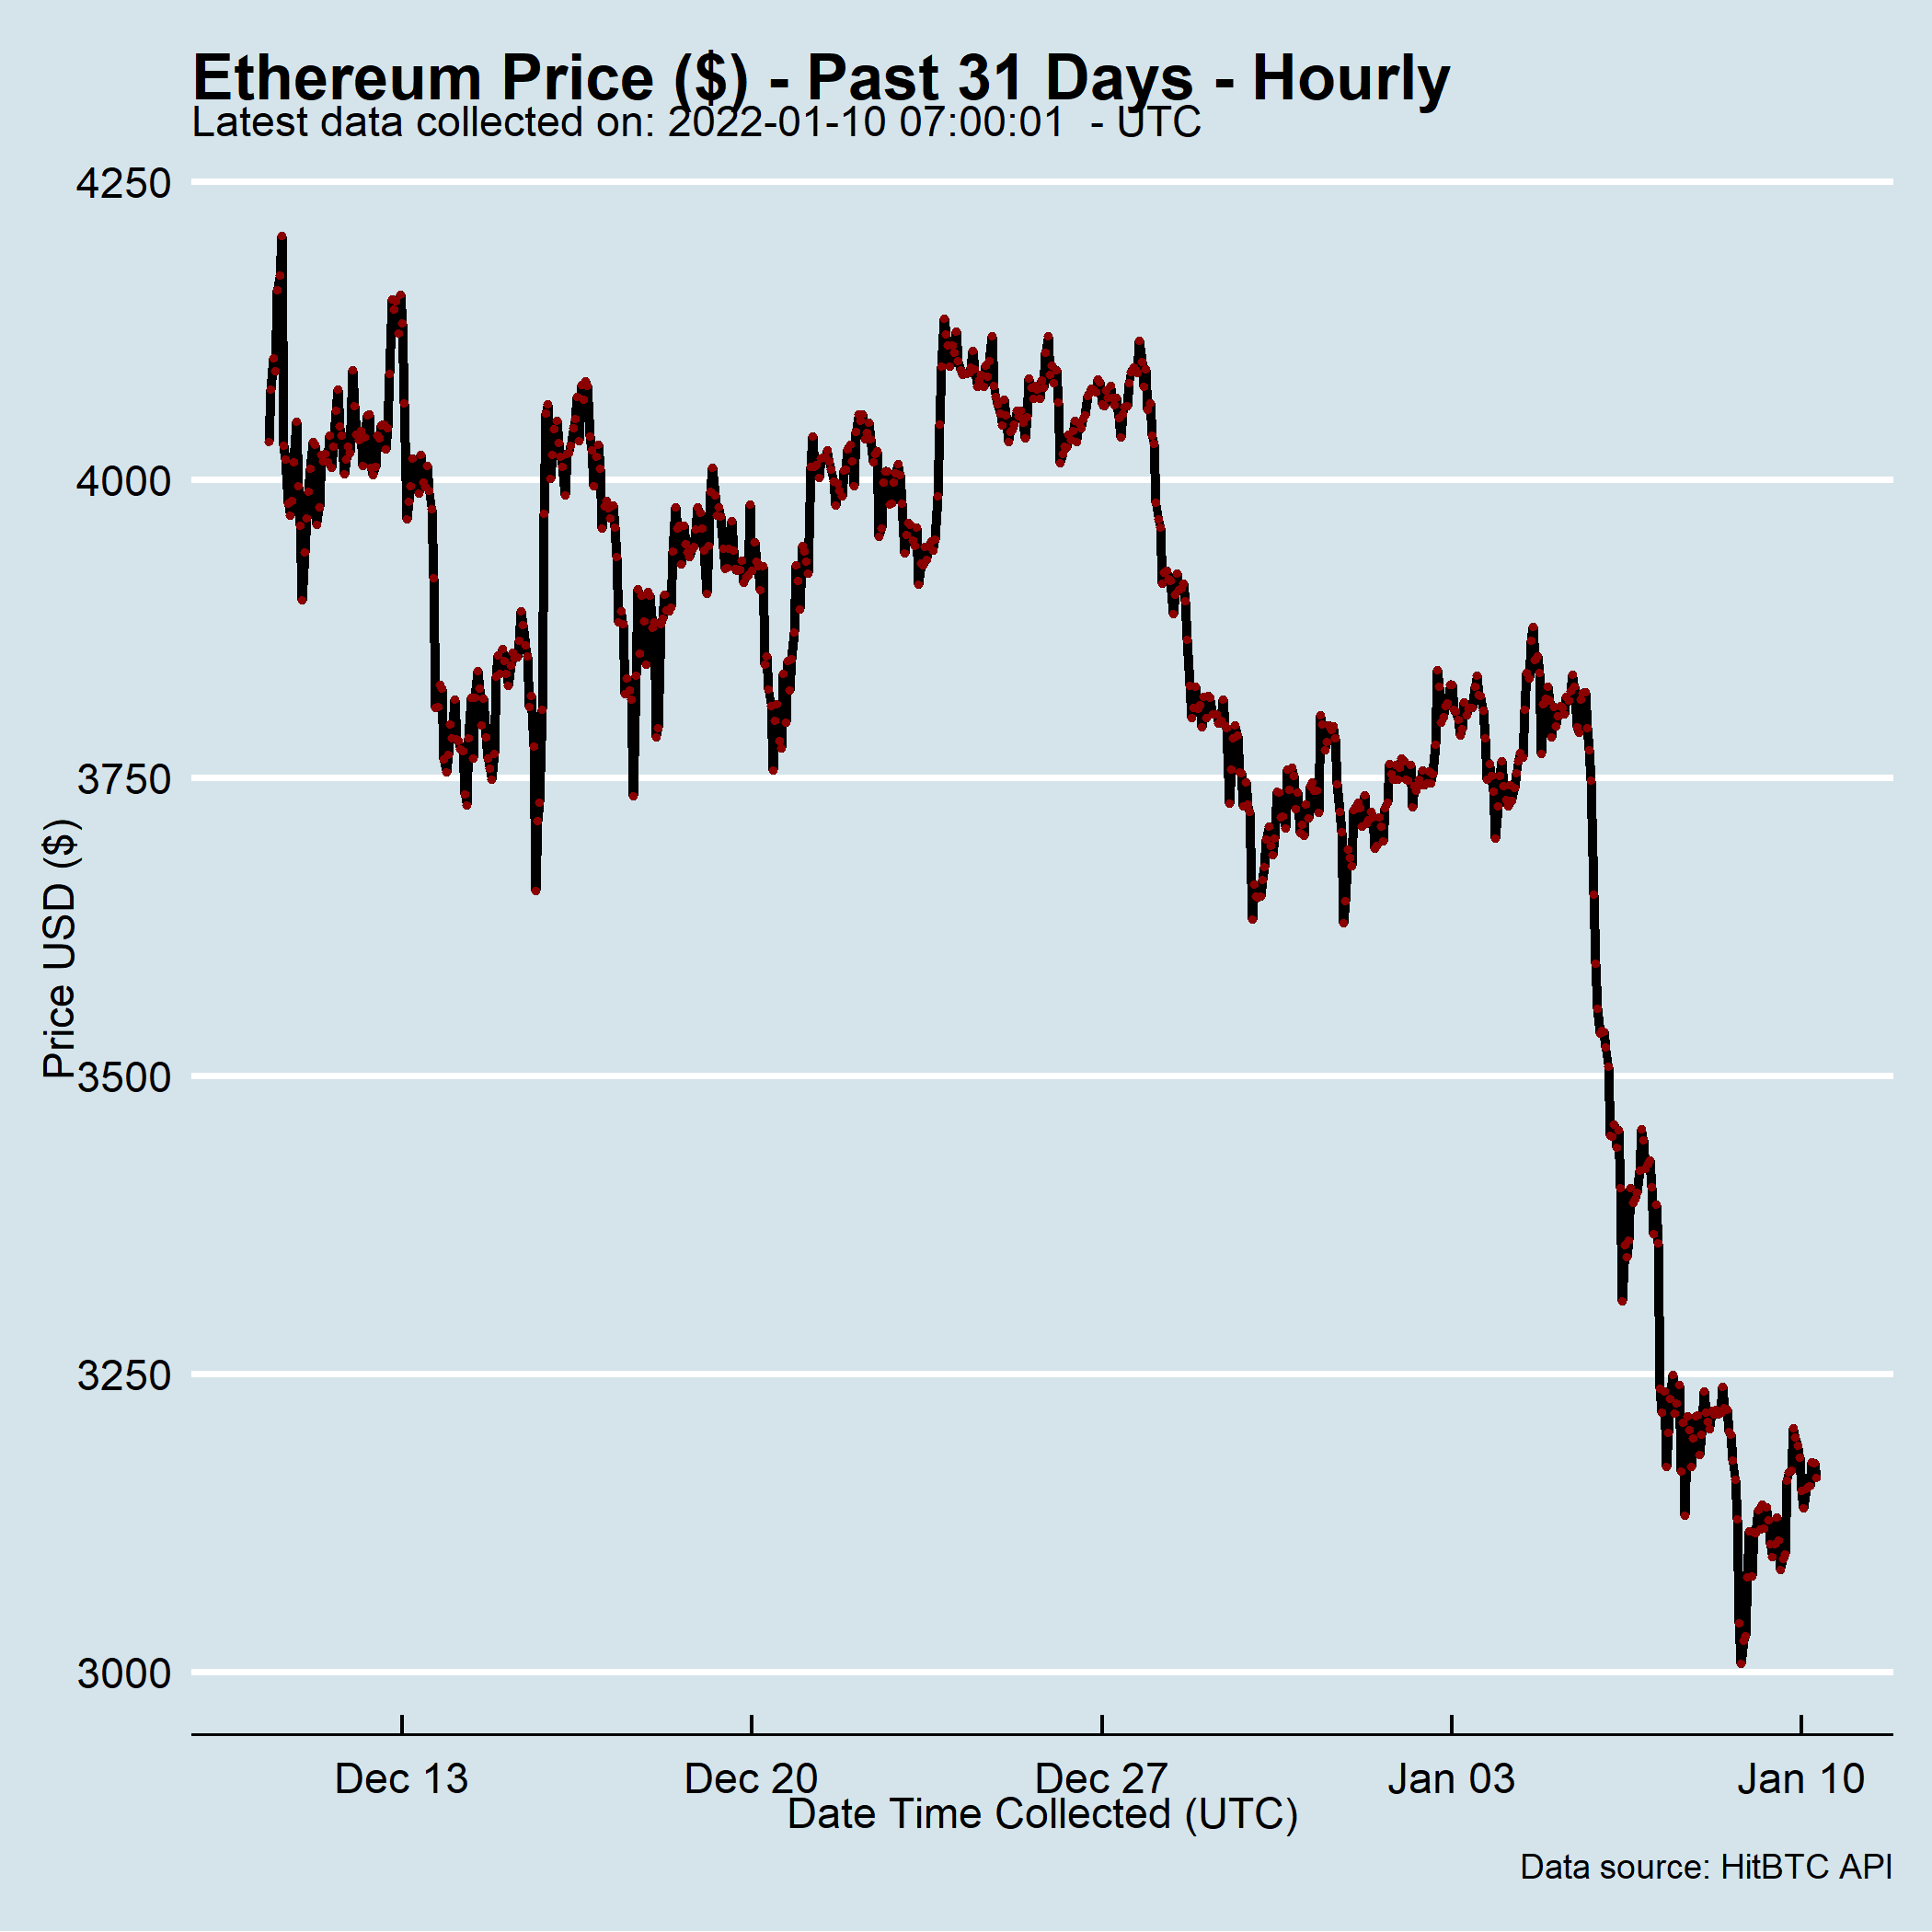 Ethereum Price ($) - Past 31 Days - Hourly
Latest data collected on: 2022-01-10 07:00:01  - UTC
4250
4000
3750
3500
3250
3000
Price USD ($)
Dec 13
Dec 20
Dec 27
Jan 03
Jan 10
Date Time Collected (UTC)
Data source: HitBTC API